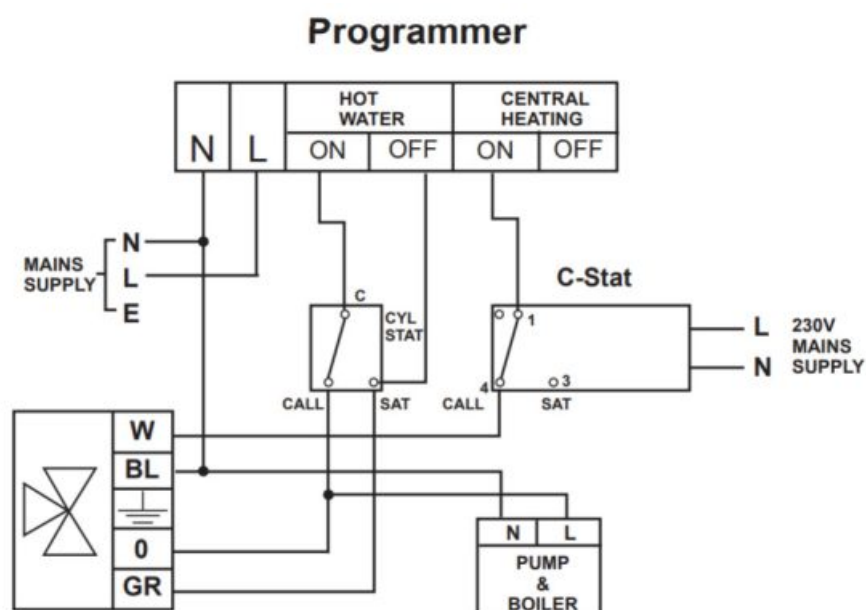 Programmer
HOT
WATER
CENTRAL
HEATING
N
L
ON
OFF
ON
OFF
MAINS
SUPPLY
N
L
E
C-Stat
C
CYL
STAT
CALL
SAT
1
4
3
CALL
SAT
L
N
230V
MAINS
SUPPLY
W
BL
0
GR
N
L
PUMP
&
BOILER